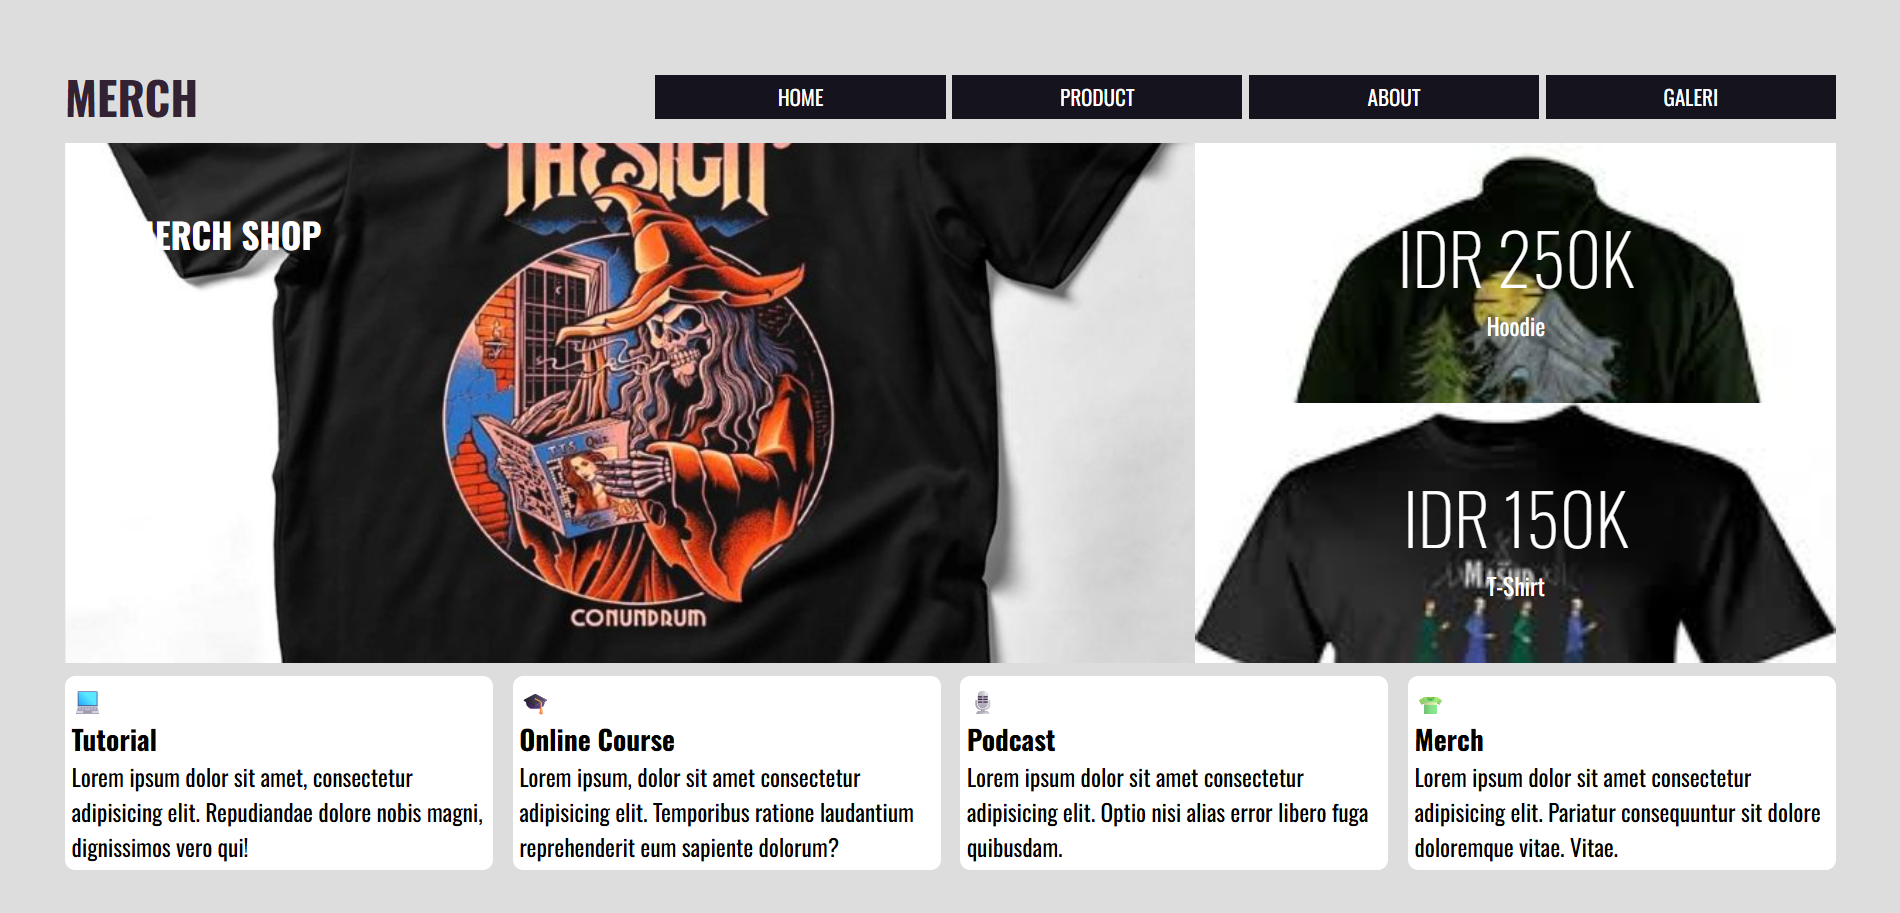 MERCH
HOME
PRODUCT
ABOUT
GALERI
MERCH SHOP
THESIGN
TTS Quiz
CONUNDRUM
IDR 250K
Hoodie
IDR 150K
T-Shirt
Tutorial
Lorem ipsum dolor sit amet, consectetur
adipisicing elit. Repudiandae dolore nobis magni,
dignissimos vero qui!
Online Course
Lorem ipsum, dolor sit amet consectetur
adipisicing elit. Temporibus ratione laudantium
reprehenderit eum sapiente dolorum?
Podcast
Lorem ipsum dolor sit amet consectetur
adipisicing elit. Optio nisi alias error libero fuga
quibusdam.
Merch
Lorem ipsum dolor sit amet consectetur
adipisicing elit. Pariatur consequuntur sit dolore
doloremque vitae. Vitae.